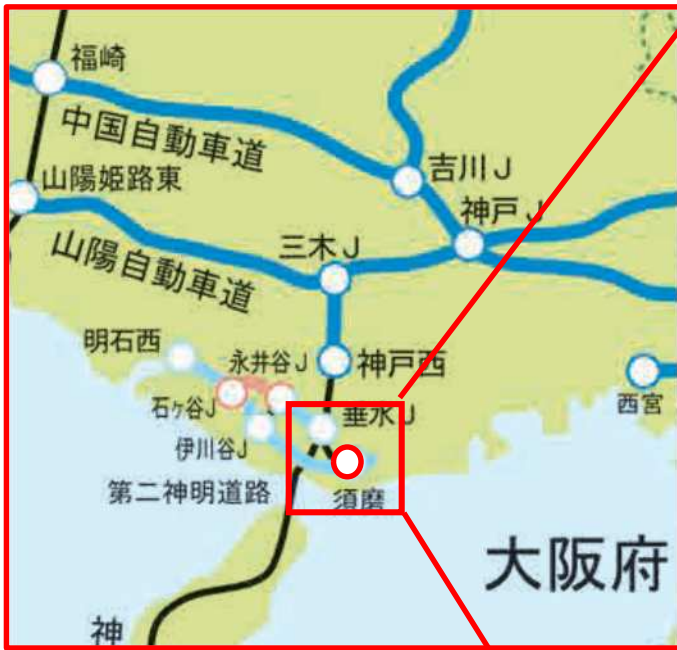 福崎
中国自動車道
吉川J
山陽姫路東
神戸J
三木J
山陽自動車道
明石西
永井谷J
神戸西
石ヶ谷J
垂水J
西宮
伊川谷J
第二神明道路
須磨
大阪府
神